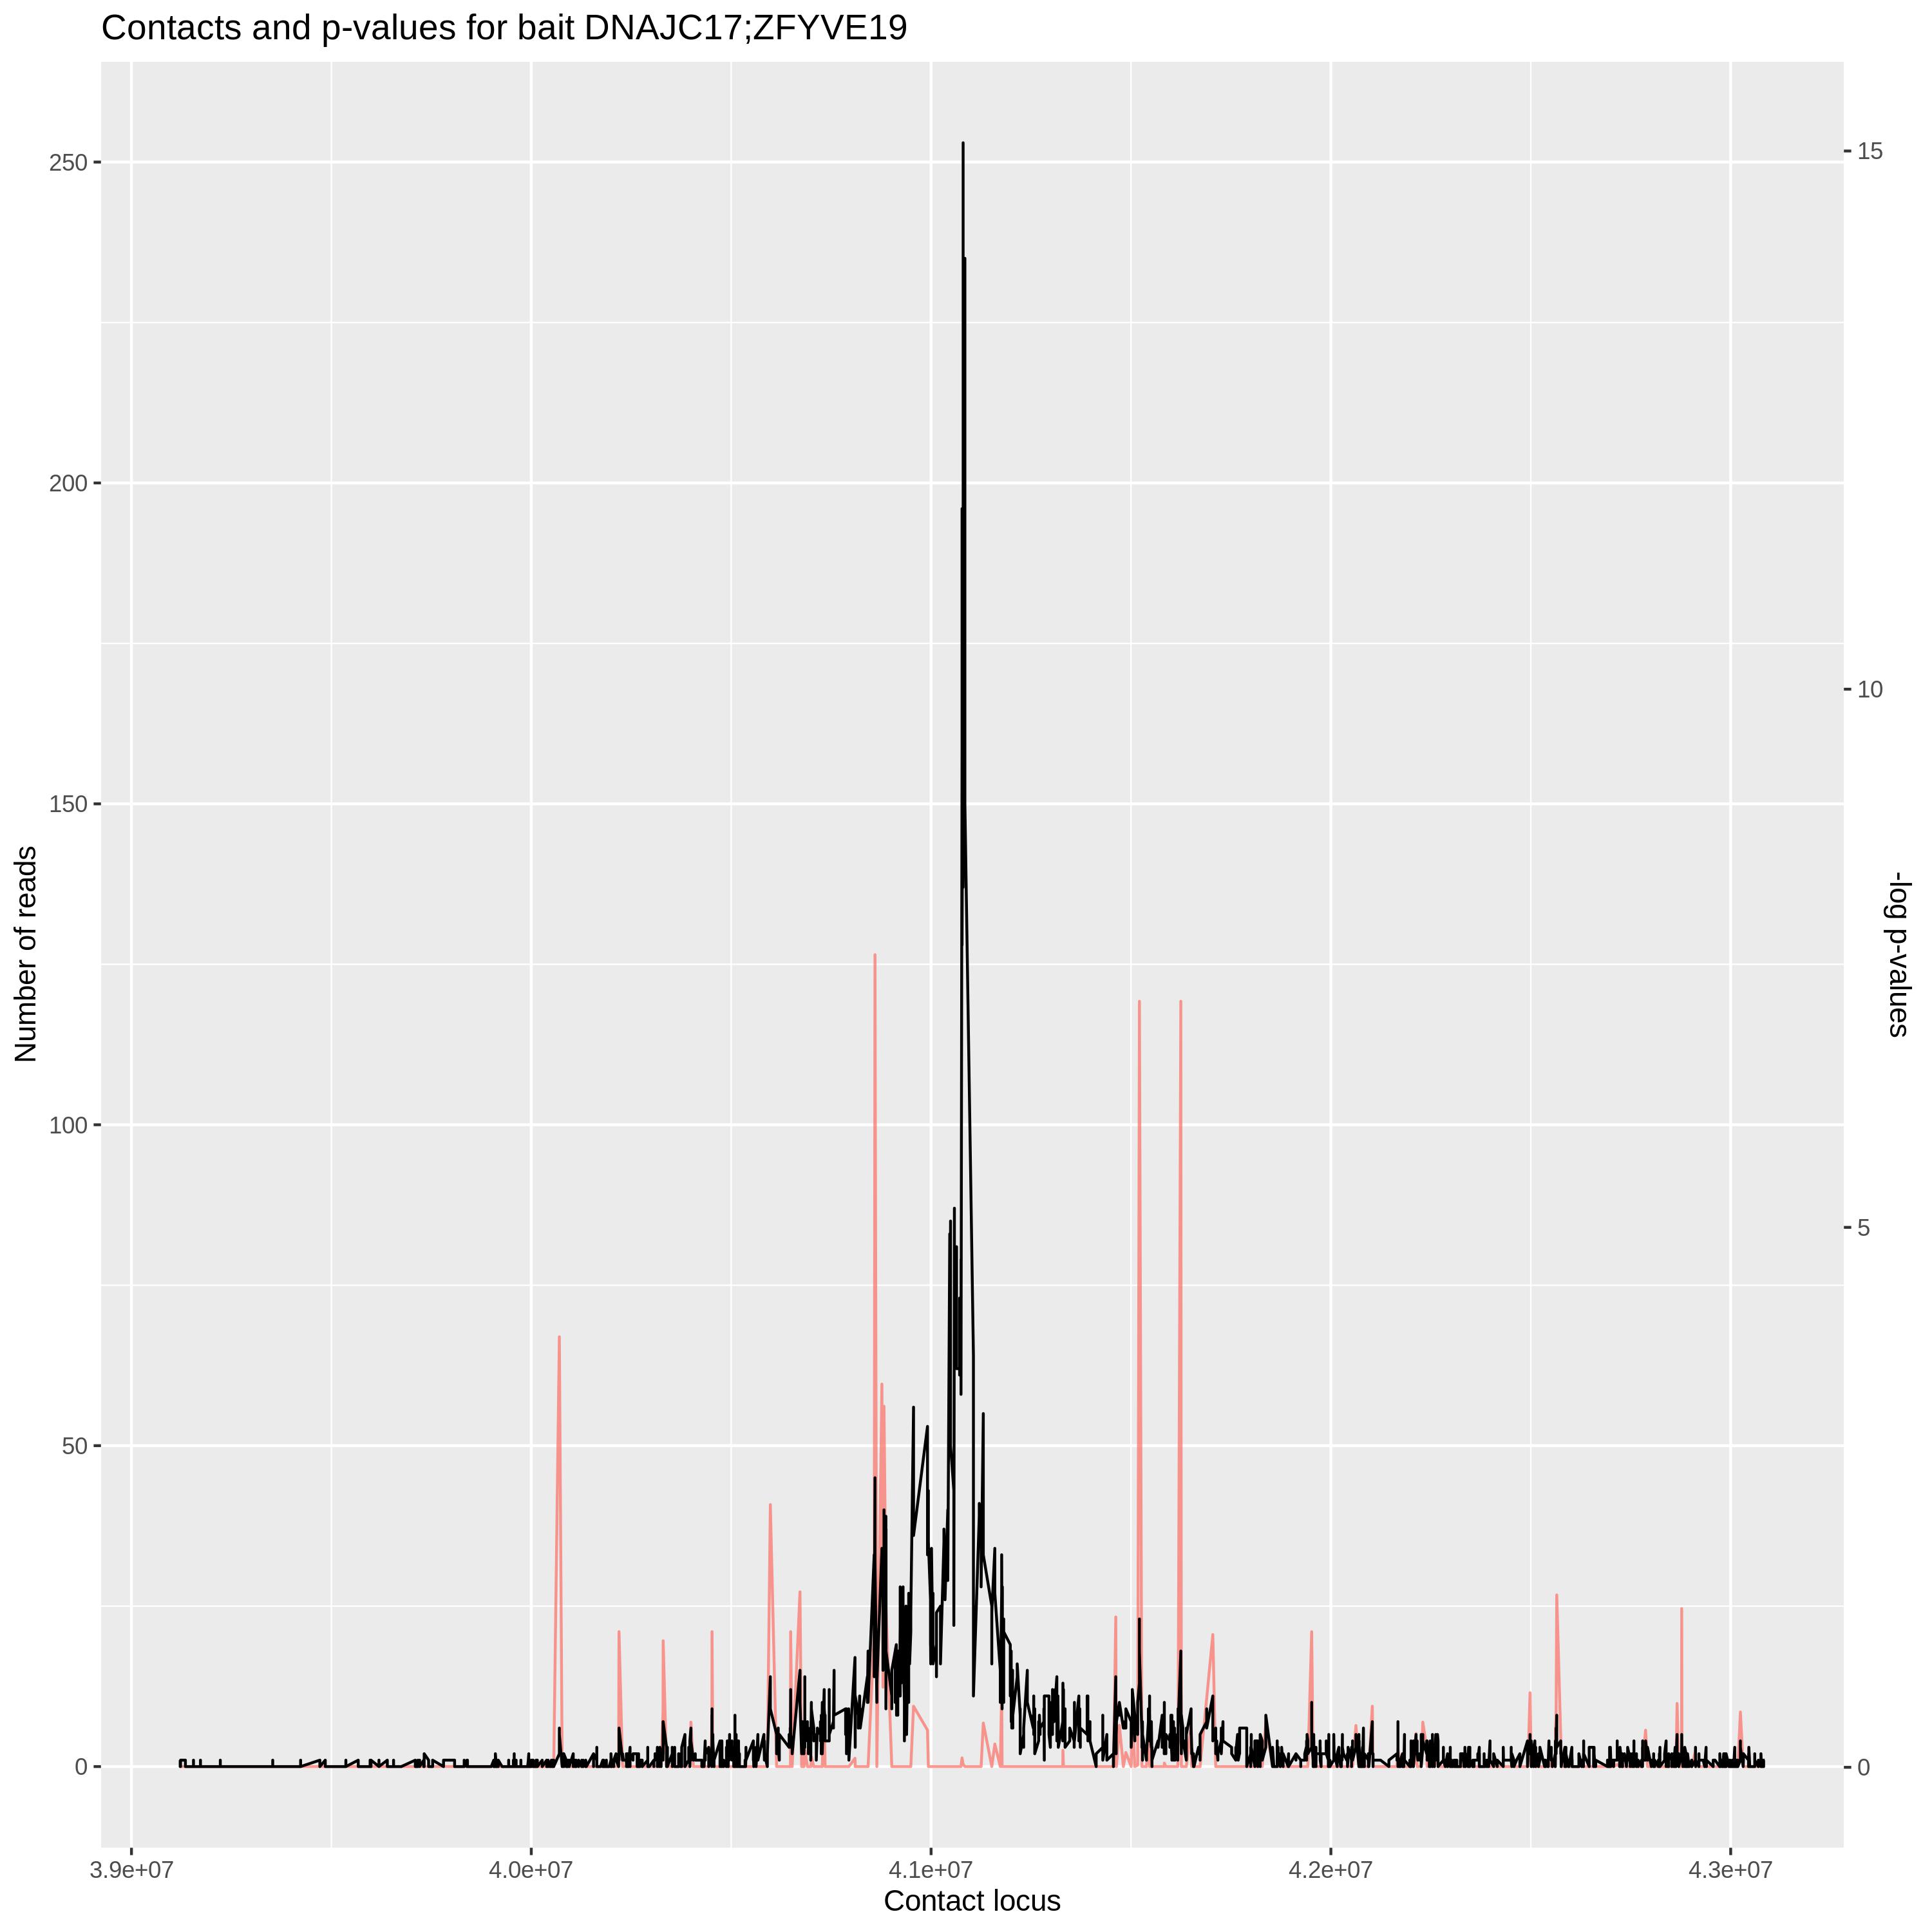 Contacts and p-values for bait DNAJC17;ZFYVE19
Number of reads
250
200
150
100
50
0
15
10
5
0
-log p-values
3.9e+07
4.0e+07
4.1e+07
4.2e+07
4.3e+07
Contact locus